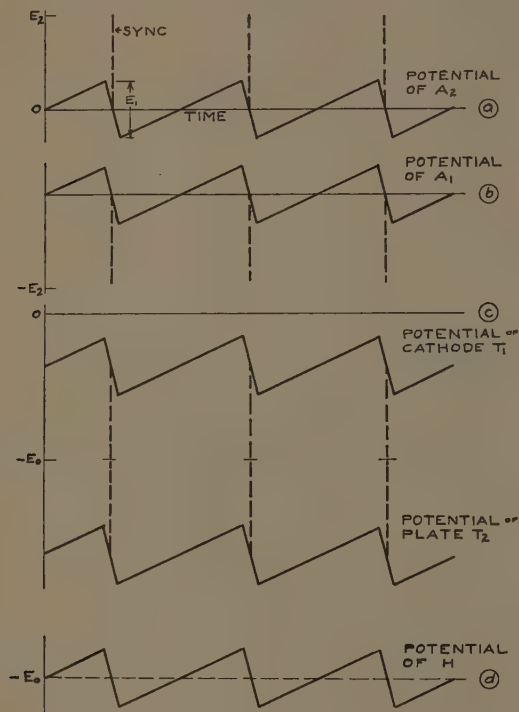 E2
←SYNC
POTENTIAL
OF A2
E1
0
TIME
a
POTENTIAL
OF A1
b
-E2
0
c
POTENTIAL OF
CATHODE T1
-E0
POTENTIAL OF
PLATE T2
POTENTIAL
OF H
-E0
d